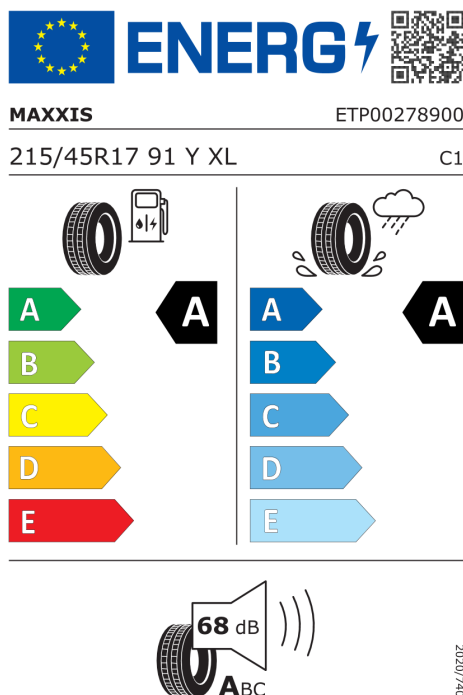 ENERG
MAXXIS
ETP00278900
215/45R17 91 Y XL
C1
A
B
C
D
E
A
A
B
C
D
E
A
68 dB
ABC